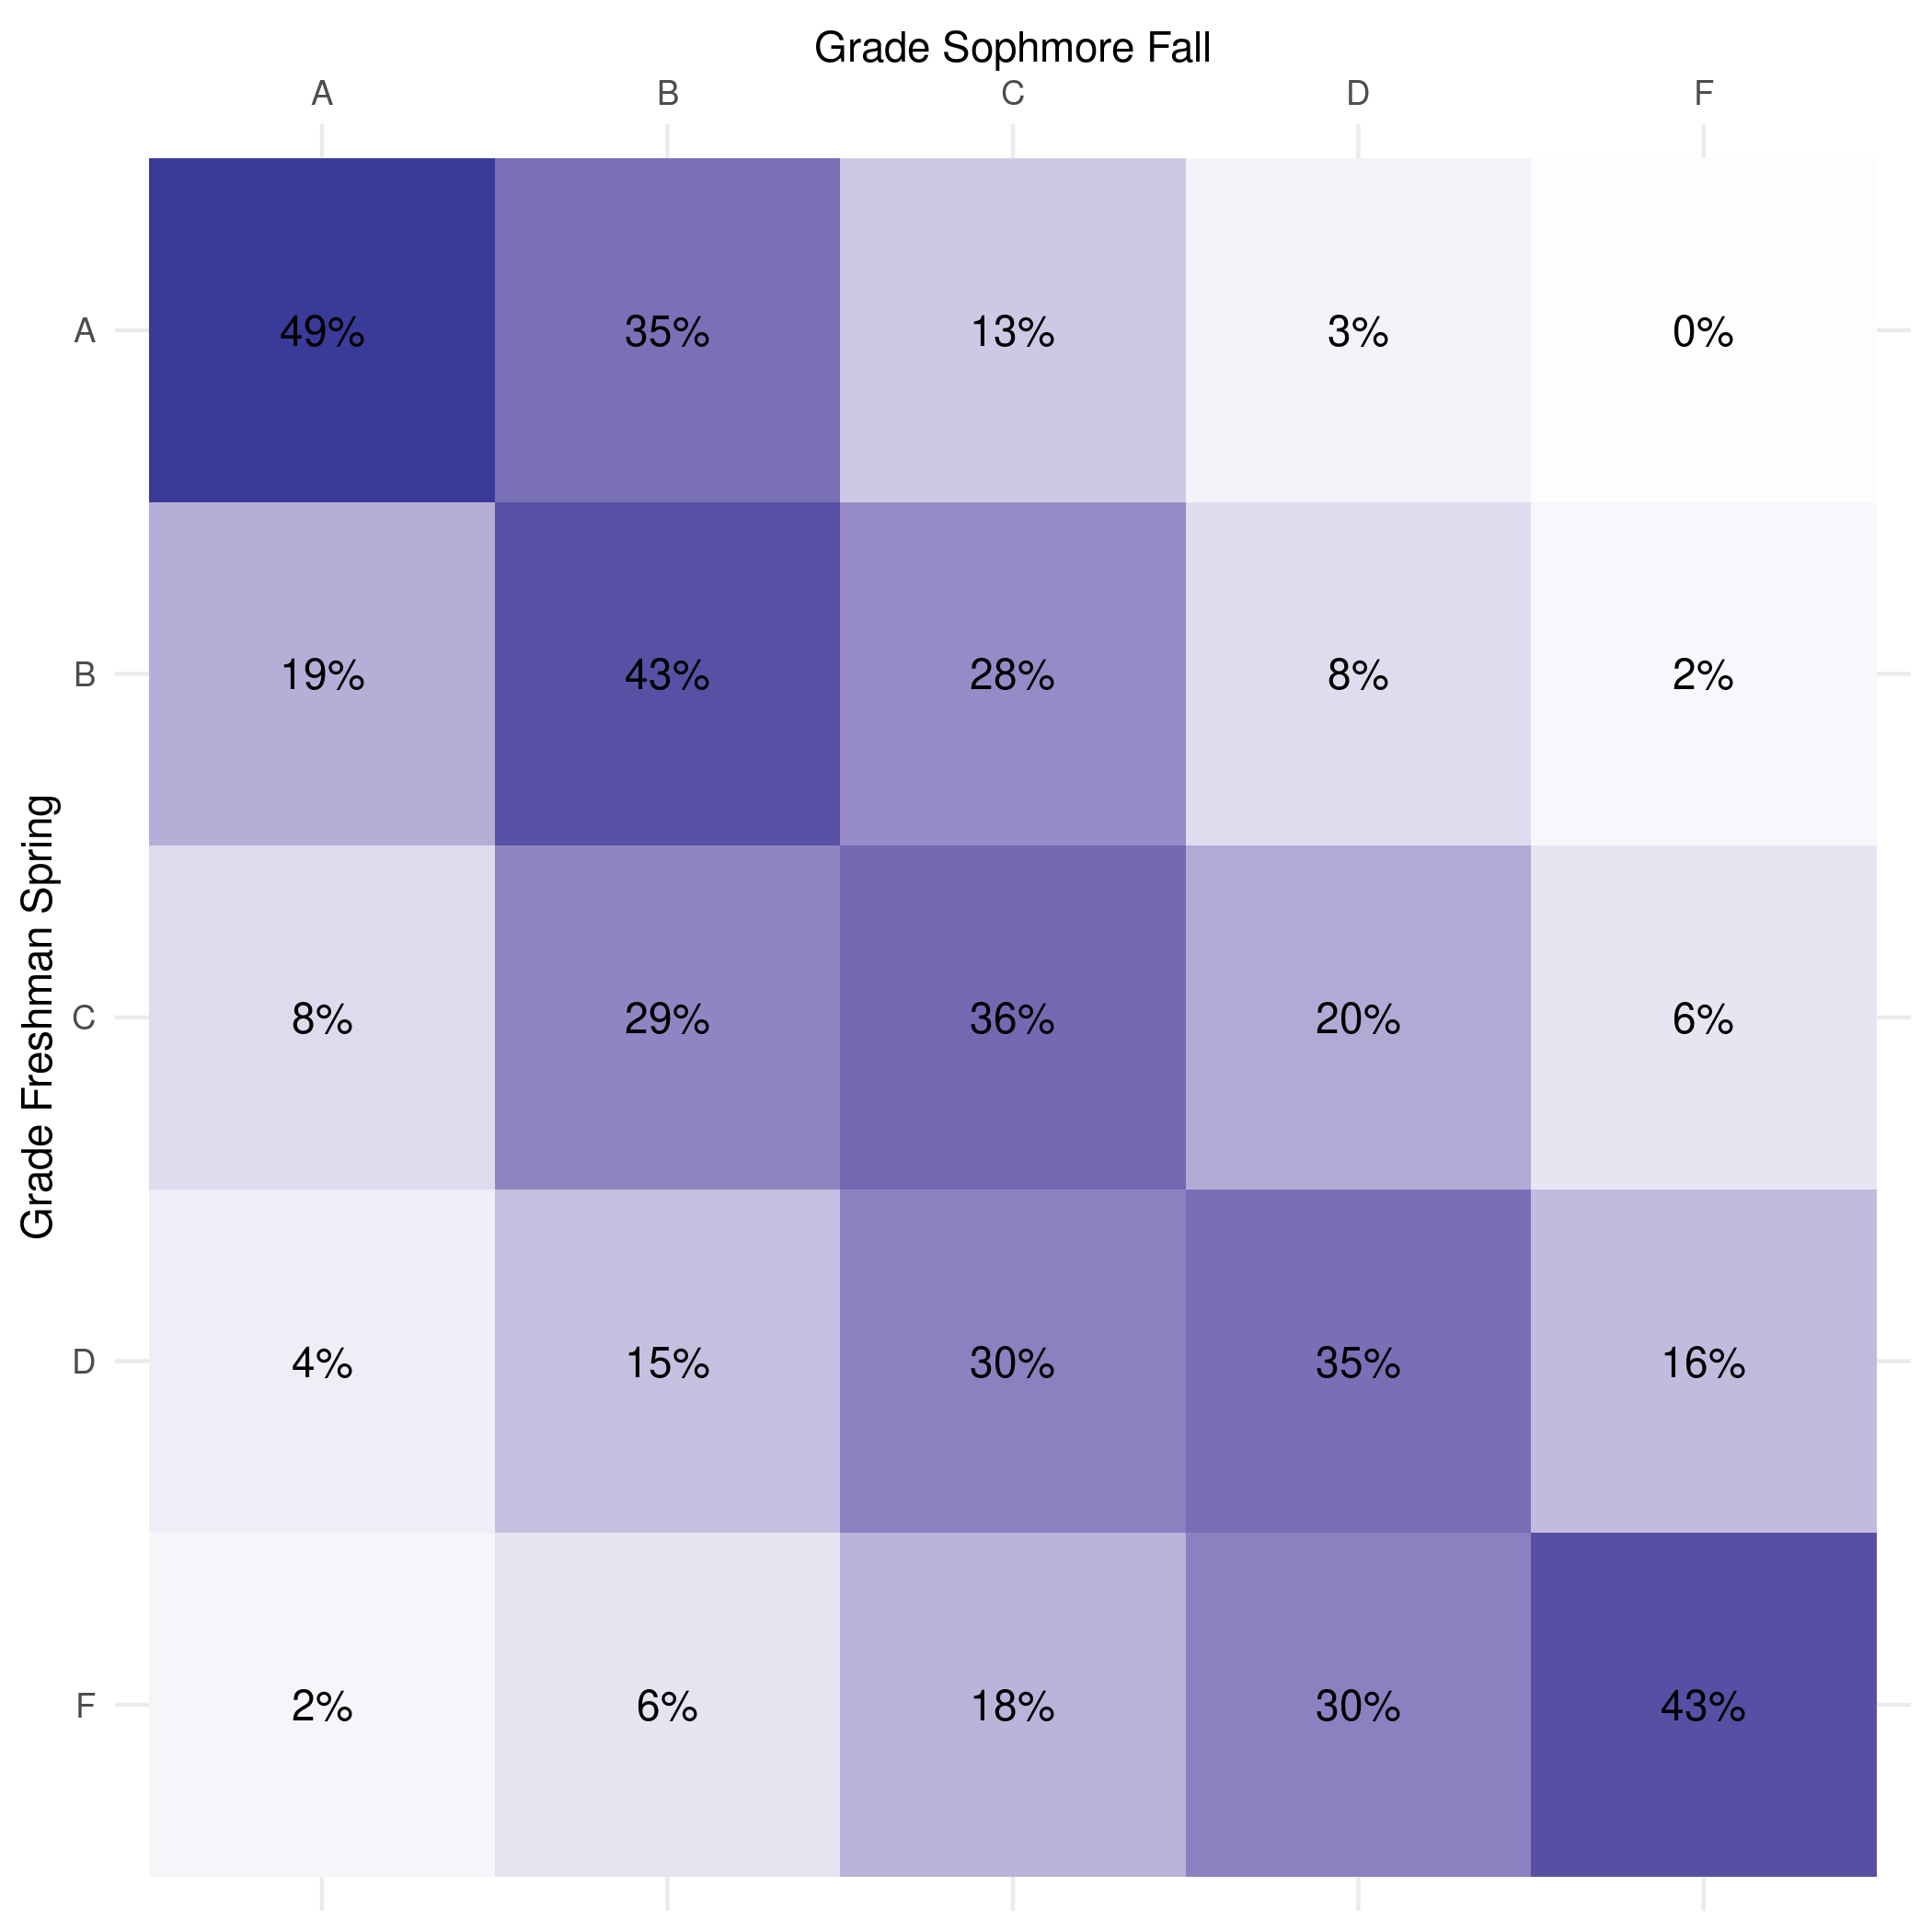 Grade Sophmore Fall
A B C D F
A 49% 35% 13% 3% 0%
B 19% 43% 28% 8% 2%
Grade Freshman Spring
C 8% 29% 36% 20% 6%
D 4% 15% 30% 35% 16%
F 2% 6% 18% 30% 43%